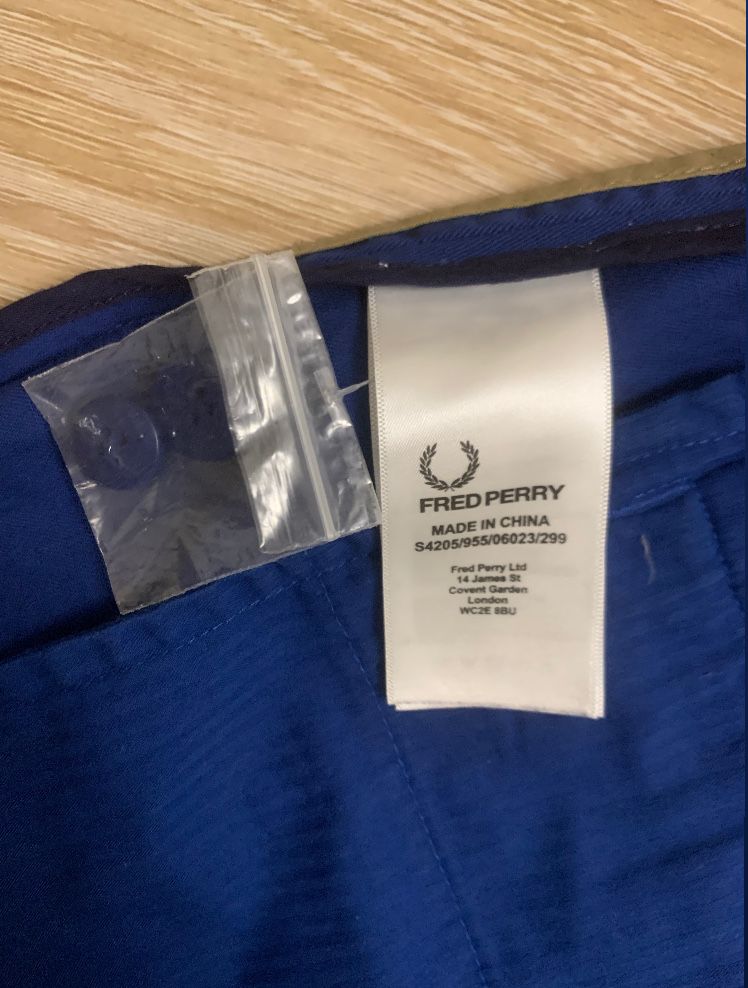 FRED PERRY
MADE IN CHINA
S4205/955/06023/299
Fred Perry Ltd
14 James St
Covent Garden
London
WC2E 8BU